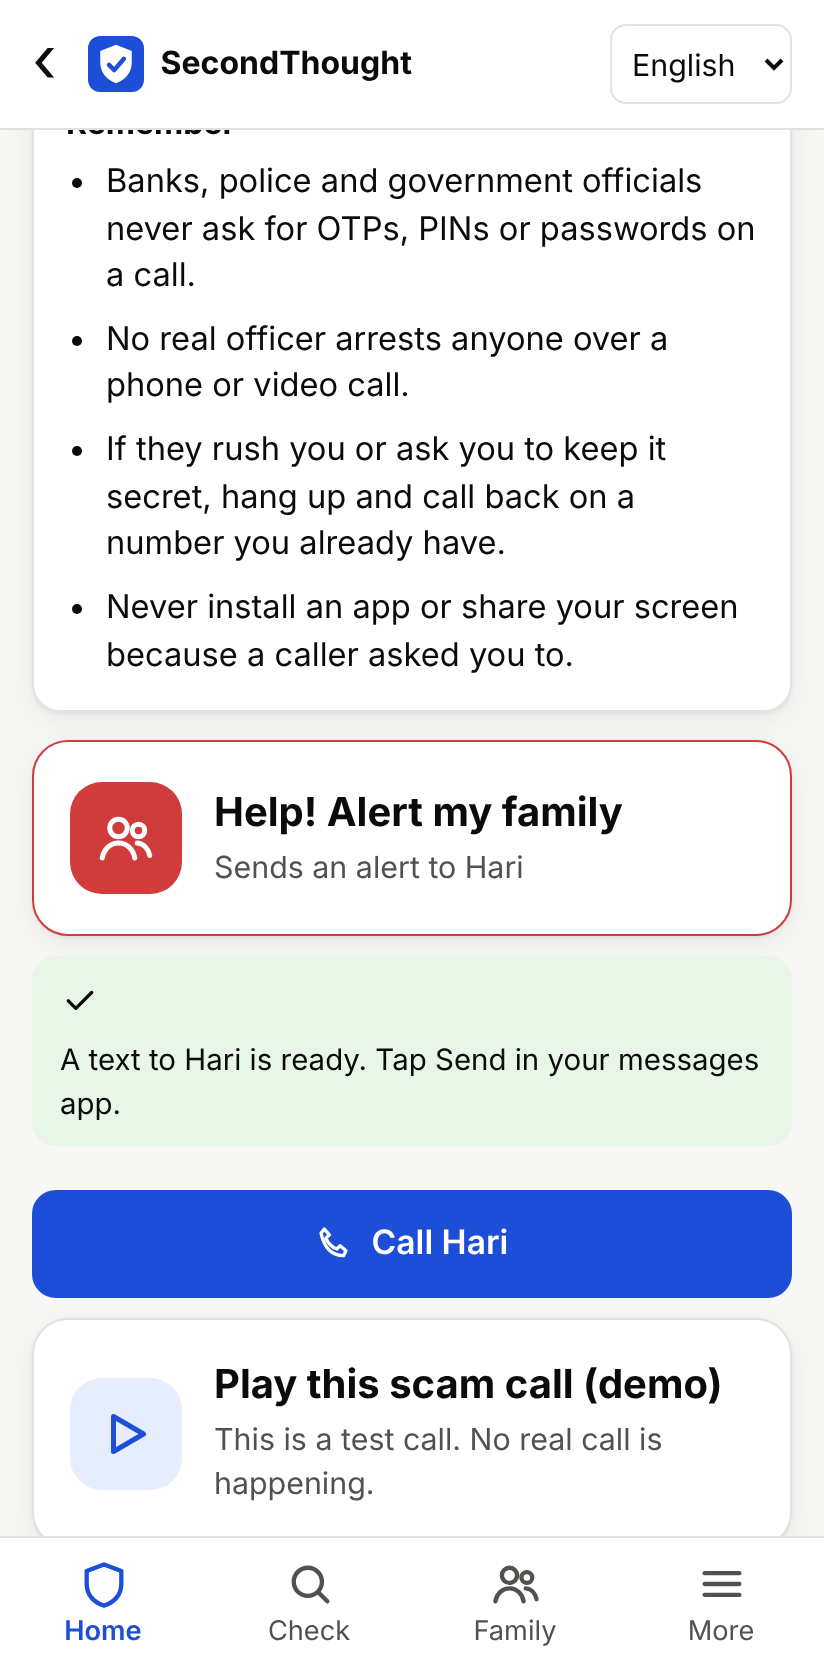 SecondThought
English
Remember
Banks, police and government officials
never ask for OTPs, PINs or passwords on
a call.
No real officer arrests anyone over a
phone or video call.
If they rush you or ask you to keep it
secret, hang up and call back on a
number you already have.
Never install an app or share your screen
because a caller asked you to.
Help! Alert my family
Sends an alert to Hari
A text to Hari is ready. Tap Send in your messages
app.
Call Hari
Play this scam call (demo)
This is a test call. No real call is
happening.
Home
Check
Family
More